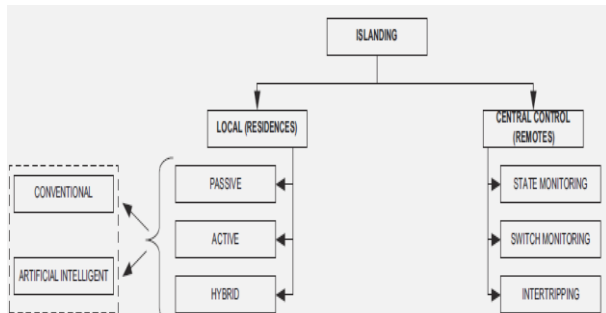 ISLANDING
LOCAL (RESIDENCES)
CENTRAL CONTROL
(REMOTES)
CONVENTIONAL
ARTIFICIAL INTELLIGENT
PASSIVE
ACTIVE
HYBRID
STATE MONITORING
SWITCH MONITORING
INTERTRIPPING